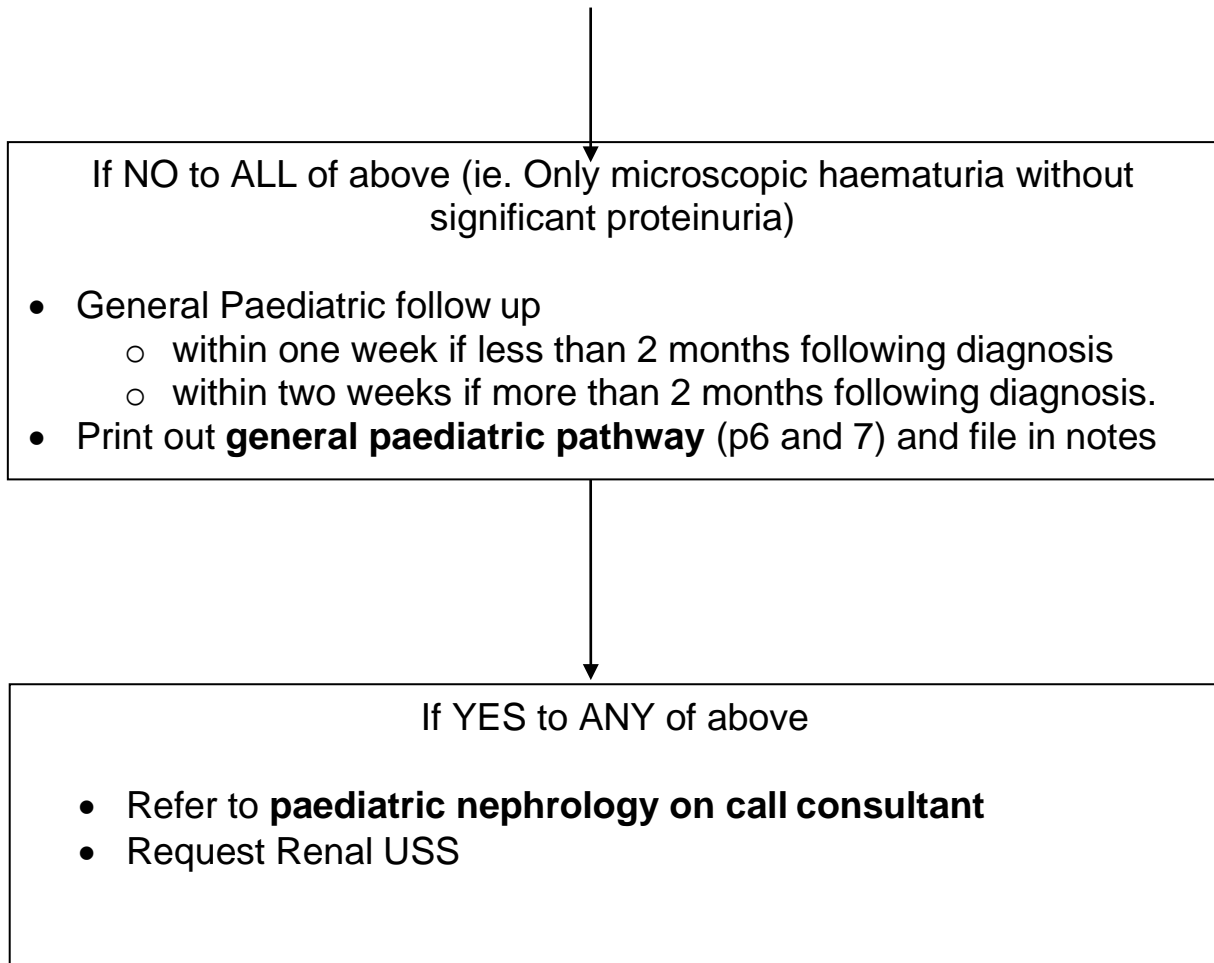 If NO to ALL of above (ie. Only microscopic haematuria without
significant proteinuria)
• General Paediatric follow up
o within one week if less than 2 months following diagnosis
o within two weeks if more than 2 months following diagnosis.
• Print out general paediatric pathway (p6 and 7) and file in notes
If YES to ANY of above
• Refer to paediatric nephrology on call consultant
• Request Renal USS